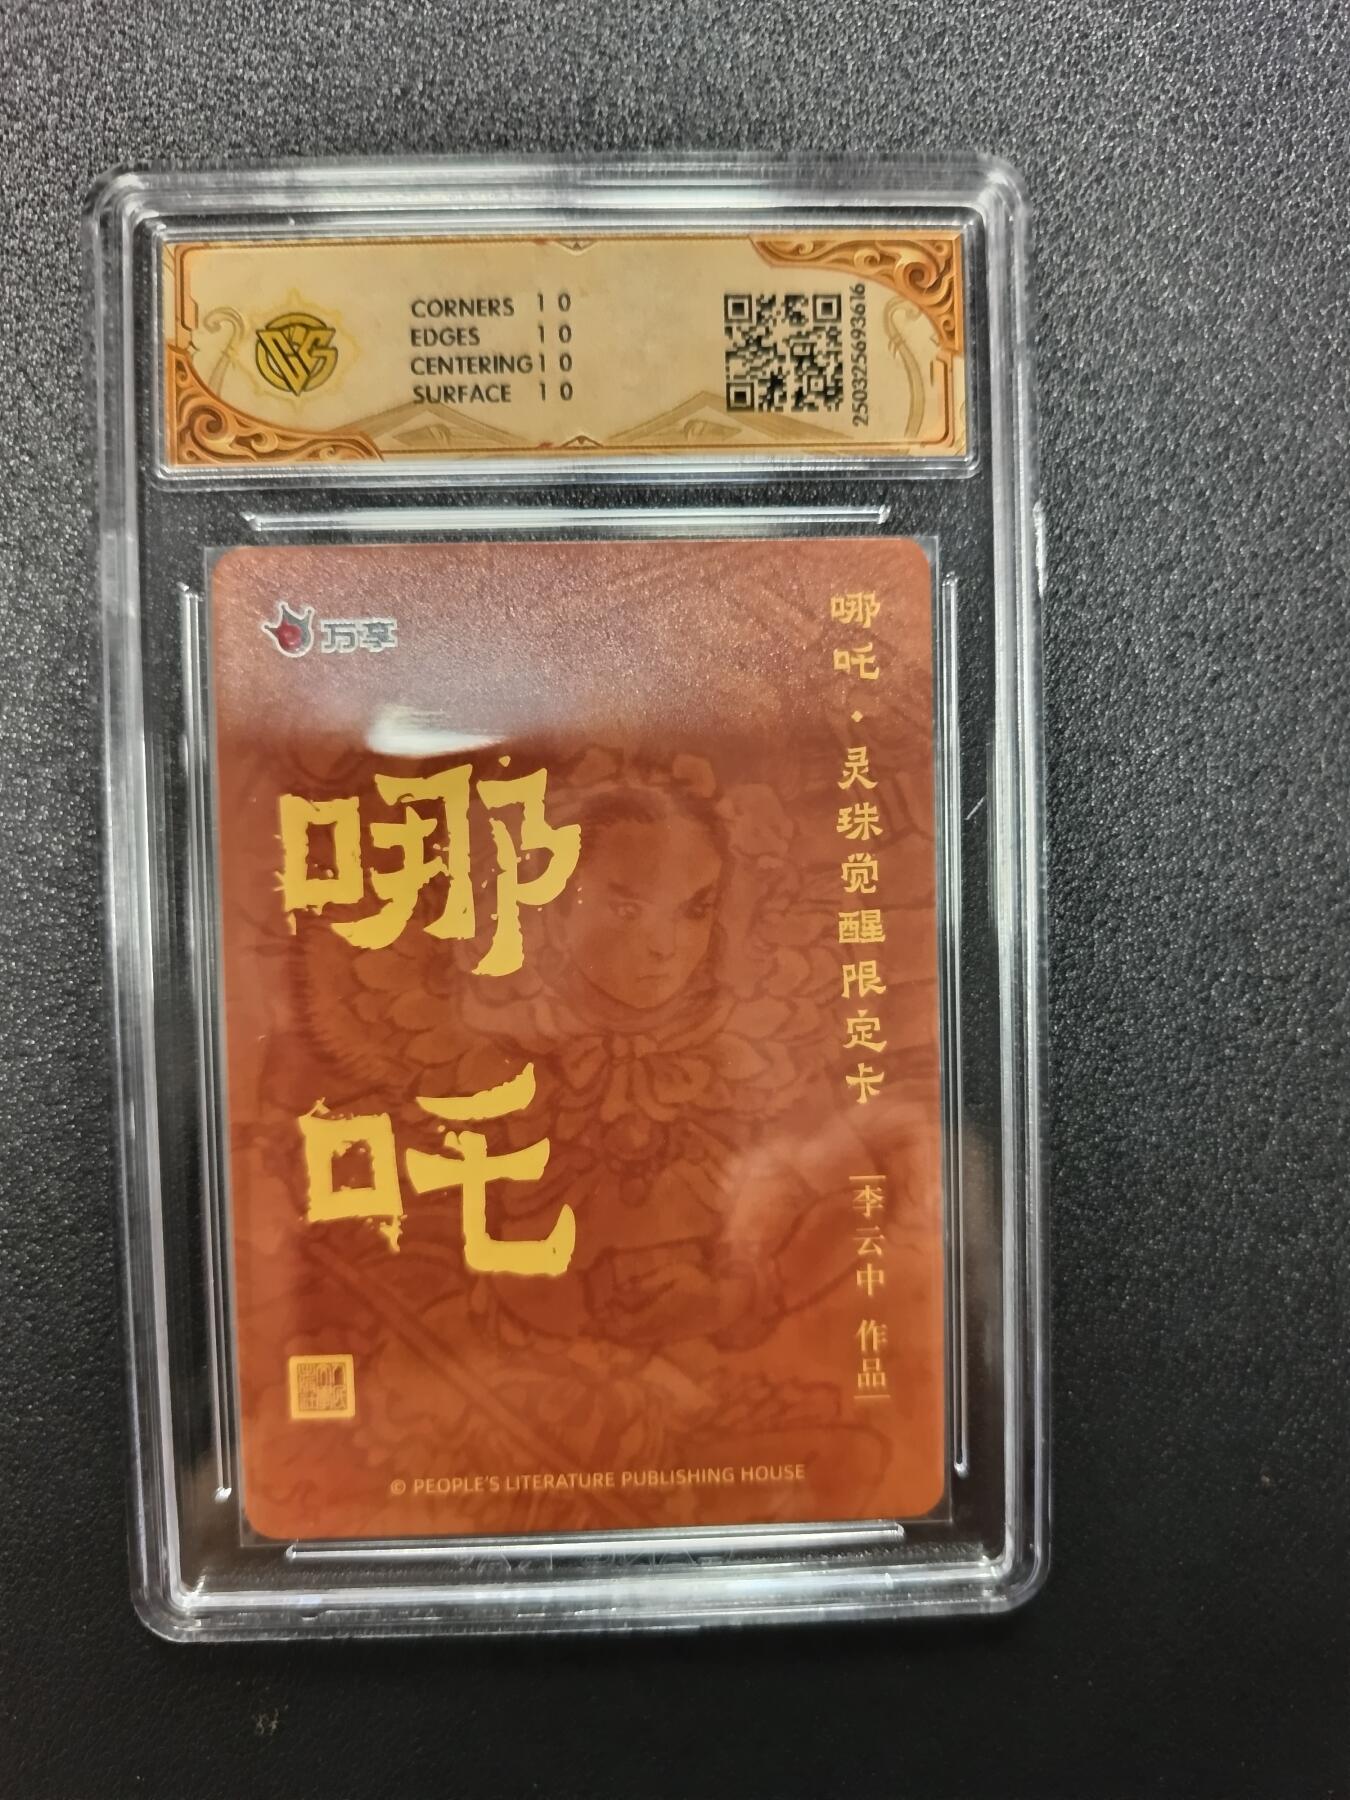 CORNERS 10
EDGES 10
CENTERING 10
SURFACE 10
250325693616
万享
哪吒
哪吒·灵珠觉醒限定卡
李云中 作品
© PEOPLE'S LITERATURE PUBLISHING HOUSE